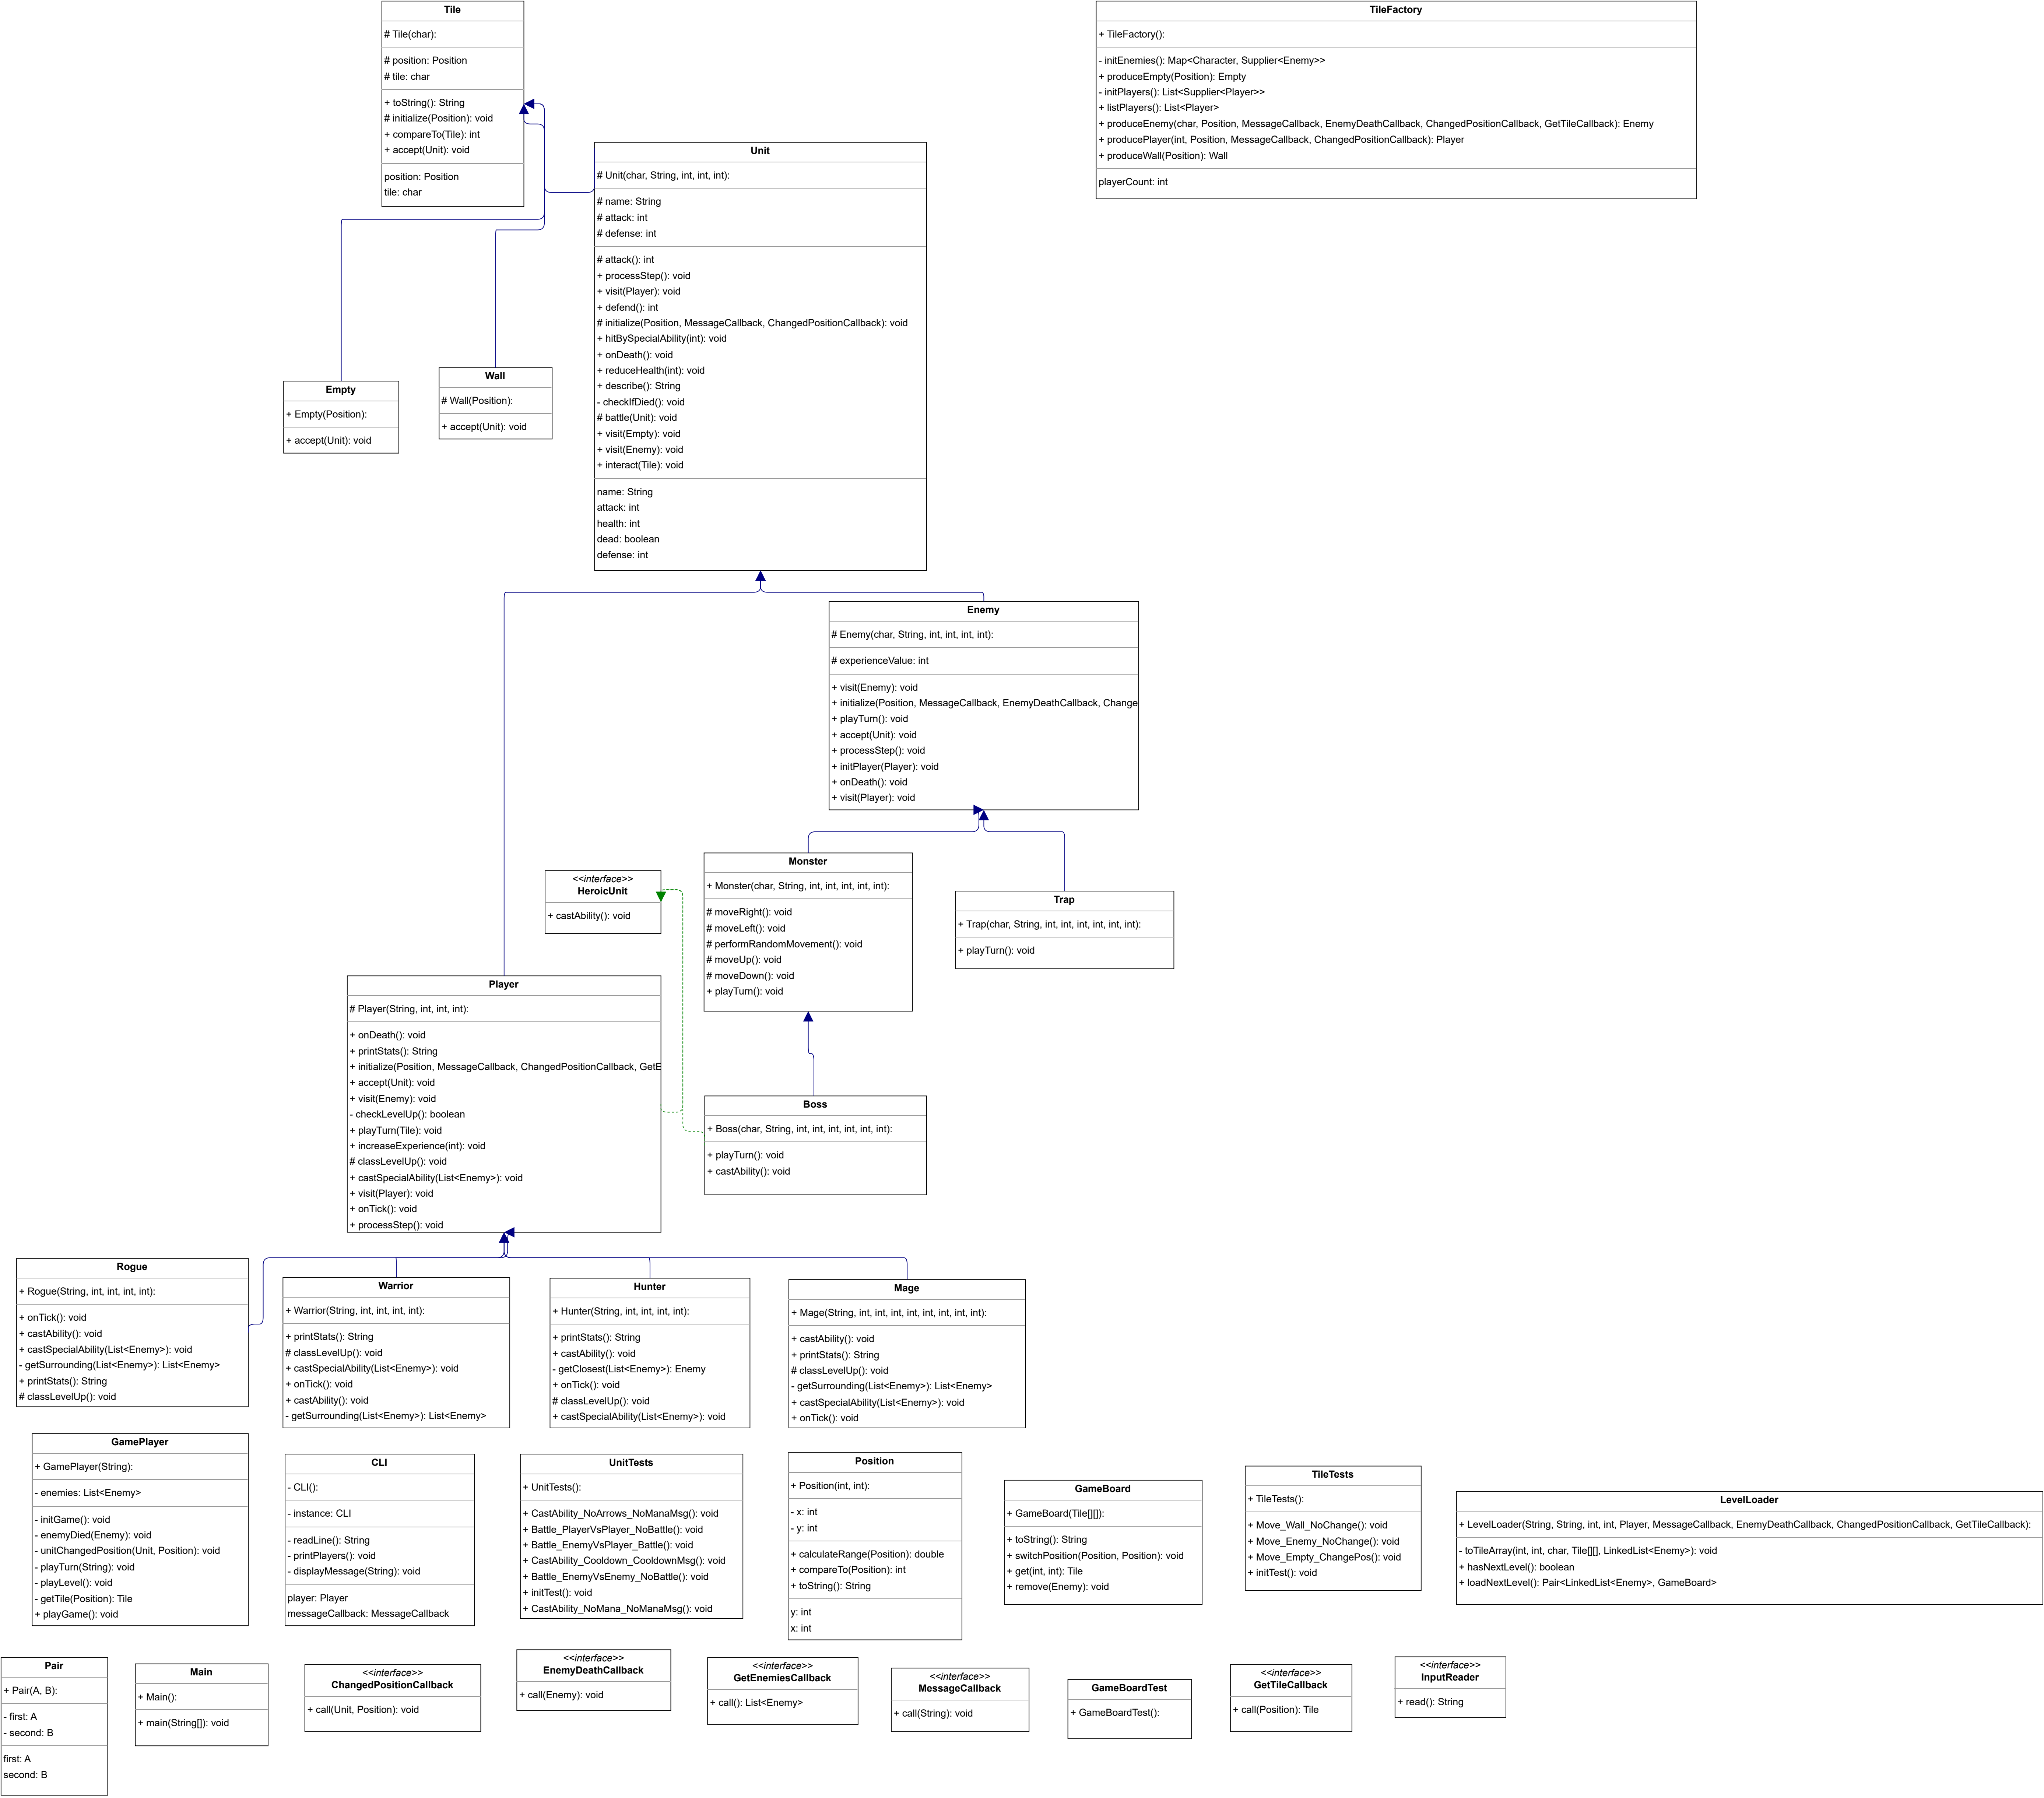 Tile
# Tile(char):
# position: Position
# tile: char
+ toString(): String
# initialize(Position): void
+ compareTo(Tile): int
+ accept(Unit): void
position: Position
tile: char
TileFactory
+ TileFactory():
- initEnemies(): Map<Character, Supplier<Enemy>>
+ produceEmpty(Position): Empty
- initPlayers(): List<Supplier<Player>>
+ listPlayers(): List<Player>
+ produceEnemy(char, Position, MessageCallback, EnemyDeathCallback, ChangedPositionCallback, GetTileCallback): Enemy
+ producePlayer(int, Position, MessageCallback, ChangedPositionCallback): Player
+ produceWall(Position): Wall
playerCount: int
Unit
# Unit(char, String, int, int, int):
# name: String
# attack: int
# defense: int
# attack(): int
+ processStep(): void
+ visit(Player): void
+ defend(): int
# initialize(Position, MessageCallback, ChangedPositionCallback): void
+ hitBySpecialAbility(int): void
+ onDeath(): void
+ reduceHealth(int): void
+ describe(): String
- checkIfDied(): void
# battle(Unit): void
+ visit(Empty): void
+ visit(Enemy): void
+ interact(Tile): void
name: String
attack: int
health: int
dead: boolean
defense: int
Empty
+ Empty(Position):
+ accept(Unit): void
Wall
# Wall(Position):
+ accept(Unit): void
Enemy
# Enemy(char, String, int, int, int, int):
# experienceValue: int
+ visit(Enemy): void
+ initialize(Position, MessageCallback, EnemyDeathCallback, Change
+ playTurn(): void
+ accept(Unit): void
+ processStep(): void
+ initPlayer(Player): void
+ onDeath(): void
+ visit(Player): void
<<interface>>
HeroicUnit
+ castAbility(): void
Monster
+ Monster(char, String, int, int, int, int, int):
# moveRight(): void
# moveLeft(): void
# performRandomMovement(): void
# moveUp(): void
# moveDown(): void
+ playTurn(): void
Trap
+ Trap(char, String, int, int, int, int, int, int):
+ playTurn(): void
Player
# Player(String, int, int, int):
+ onDeath(): void
+ printStats(): String
+ initialize(Position, MessageCallback, ChangedPositionCallback, GetE
+ accept(Unit): void
+ visit(Enemy): void
- checkLevelUp(): boolean
+ playTurn(Tile): void
+ increaseExperience(int): void
# classLevelUp(): void
+ castSpecialAbility(List<Enemy>): void
+ visit(Player): void
+ onTick(): void
+ processStep(): void
Boss
+ Boss(char, String, int, int, int, int, int, int):
+ playTurn(): void
+ castAbility(): void
Rogue
+ Rogue(String, int, int, int, int):
+ onTick(): void
+ castAbility(): void
+ castSpecialAbility(List<Enemy>): void
- getSurrounding(List<Enemy>): List<Enemy>
+ printStats(): String
# classLevelUp(): void
Warrior
+ Warrior(String, int, int, int, int):
+ printStats(): String
# classLevelUp(): void
+ castSpecialAbility(List<Enemy>): void
+ onTick(): void
+ castAbility(): void
- getSurrounding(List<Enemy>): List<Enemy>
Hunter
+ Hunter(String, int, int, int, int):
+ printStats(): String
+ castAbility(): void
- getClosest(List<Enemy>): Enemy
+ onTick(): void
# classLevelUp(): void
+ castSpecialAbility(List<Enemy>): void
Mage
+ Mage(String, int, int, int, int, int, int, int, int):
+ castAbility(): void
+ printStats(): String
# classLevelUp(): void
- getSurrounding(List<Enemy>): List<Enemy>
+ castSpecialAbility(List<Enemy>): void
+ onTick(): void
GamePlayer
+ GamePlayer(String):
- enemies: List<Enemy>
- initGame(): void
- enemyDied(Enemy): void
- unitChangedPosition(Unit, Position): void
- playTurn(String): void
- playLevel(): void
- getTile(Position): Tile
+ playGame(): void
CLI
- CLI():
- instance: CLI
- readLine(): String
- printPlayers(): void
- displayMessage(String): void
player: Player
messageCallback: MessageCallback
UnitTests
+ UnitTests():
+ CastAbility_NoArrows_NoManaMsg(): void
+ Battle_PlayerVsPlayer_NoBattle(): void
+ Battle_EnemyVsPlayer_Battle(): void
+ CastAbility_Cooldown_CooldownMsg(): void
+ Battle_EnemyVsEnemy_NoBattle(): void
+ initTest(): void
+ CastAbility_NoMana_NoManaMsg(): void
Position
+ Position(int, int):
- x: int
- y: int
+ calculateRange(Position): double
+ compareTo(Position): int
+ toString(): String
y: int
x: int
GameBoard
+ GameBoard(Tile[][]):
+ toString(): String
+ switchPosition(Position, Position): void
+ get(int, int): Tile
+ remove(Enemy): void
TileTests
+ TileTests():
+ Move_Wall_NoChange(): void
+ Move_Enemy_NoChange(): void
+ Move_Empty_ChangePos(): void
+ initTest(): void
LevelLoader
+ LevelLoader(String, String, int, int, Player, MessageCallback, EnemyDeathCallback, ChangedPositionCallback, GetTileCallback):
- toTileArray(int, int, char, Tile[][], LinkedList<Enemy>): void
+ hasNextLevel(): boolean
+ loadNextLevel(): Pair<LinkedList<Enemy>, GameBoard>
Pair
+ Pair(A, B):
- first: A
- second: B
first: A
second: B
Main
+ Main():
+ main(String[]): void
<<interface>>
ChangedPositionCallback
+ call(Unit, Position): void
<<interface>>
EnemyDeathCallback
+ call(Enemy): void
<<interface>>
GetEnemiesCallback
+ call(): List<Enemy>
<<interface>>
MessageCallback
+ call(String): void
GameBoardTest
+ GameBoardTest():
<<interface>>
GetTileCallback
+ call(Position): Tile
<<interface>>
InputReader
+ read(): String